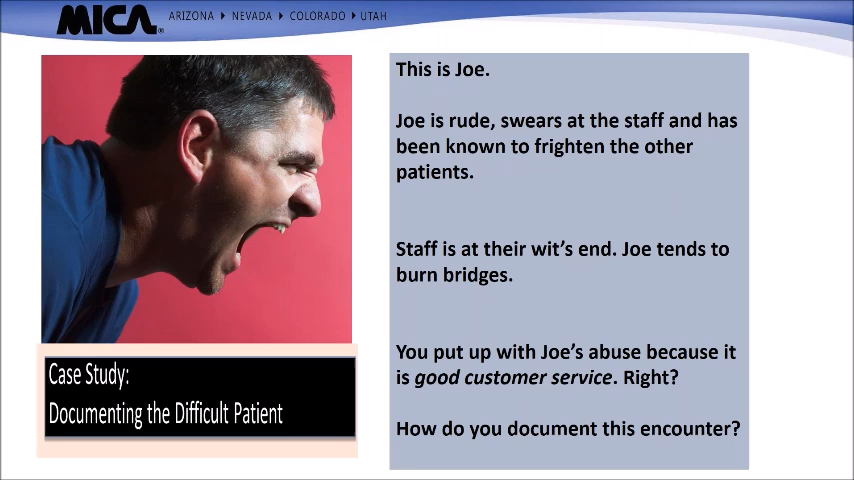 MICA® ARIZONA NEVADA COLORADO UTAH
This is Joe.
Joe is rude, swears at the staff and has
been known to frighten the other
patients.
Staff is at their wit's end. Joe tends to
burn bridges.
You put up with Joe's abuse because it
is good customer service. Right?
How do you document this encounter?
Case Study:
Documenting the Difficult Patient